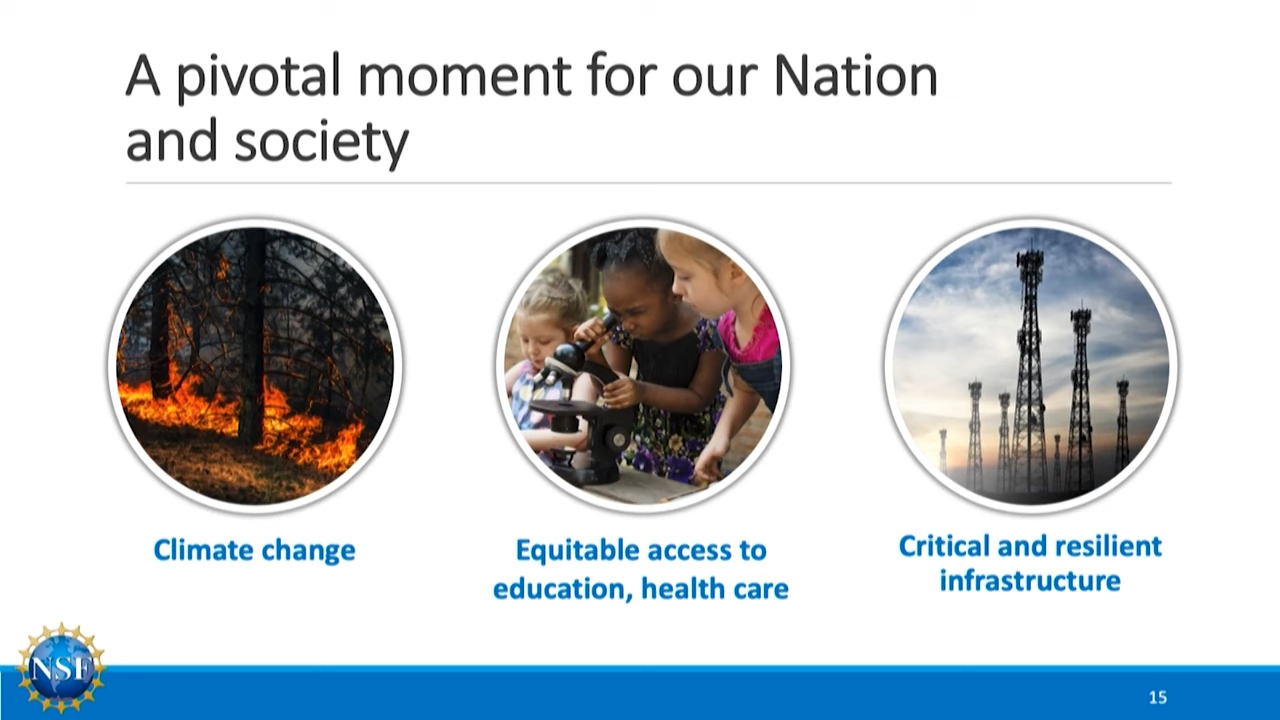 A pivotal moment for our Nation
and society
Climate change
Equitable access to
education, health care
Critical and resilient
infrastructure
NSF
15